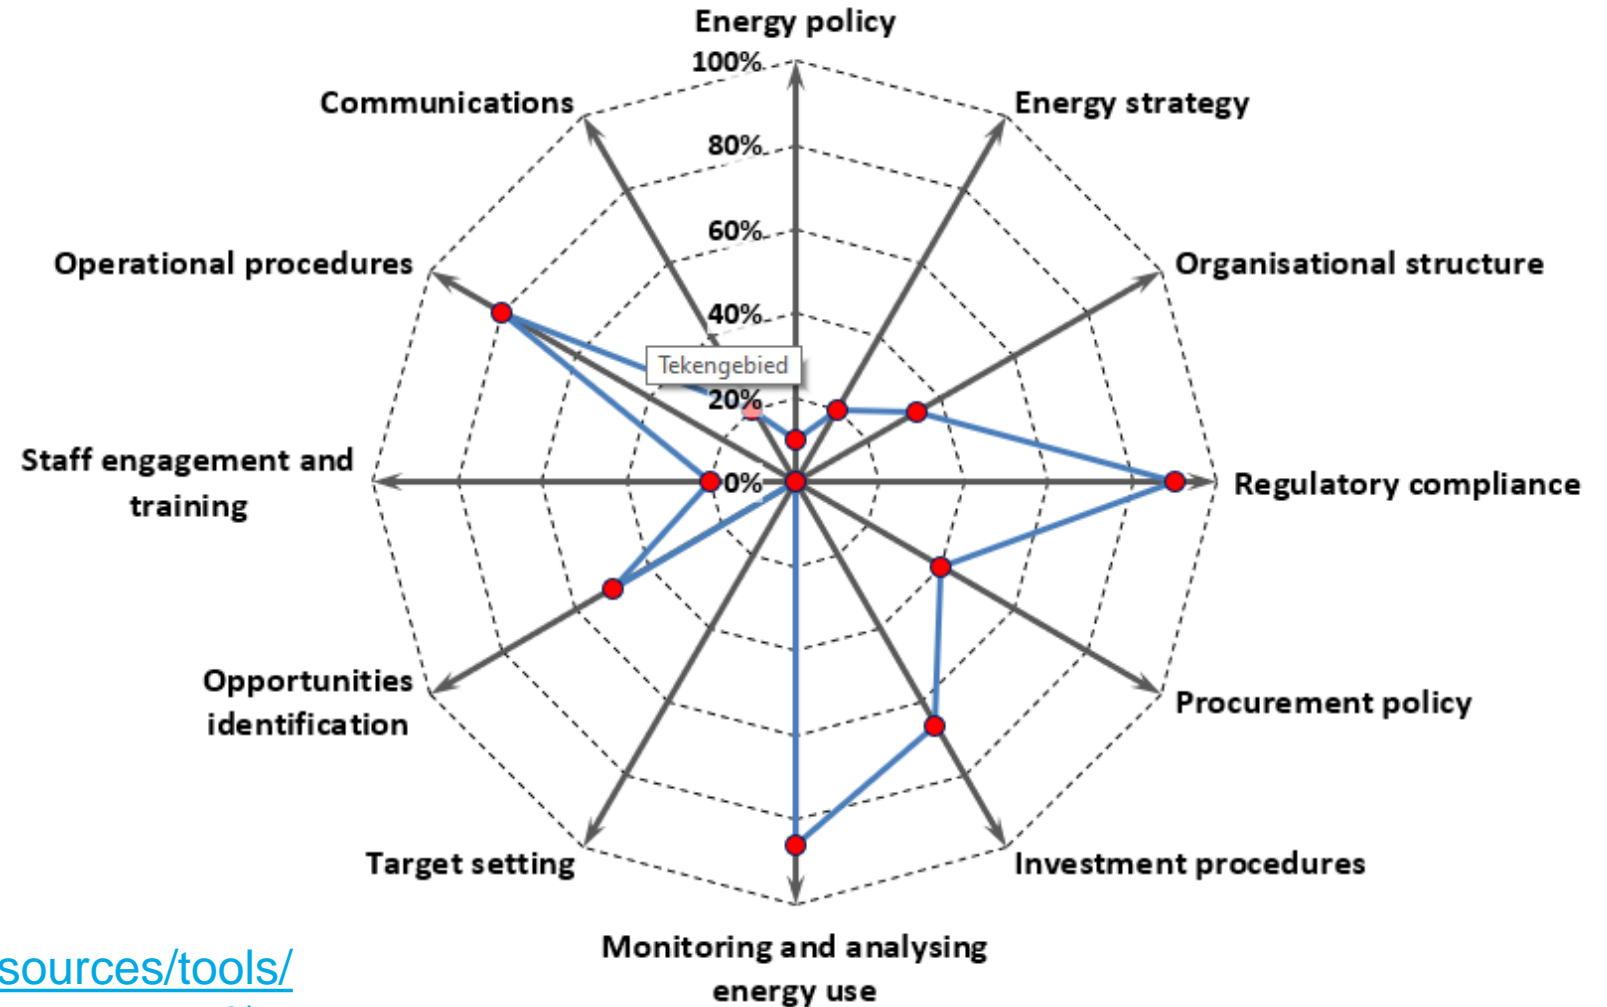 Energy policy
100%
Communications
Energy strategy
80%
60%
Operational procedures
Organisational structure
40%
Tekengebied
20%
Staff engagement and
training
0%
Regulatory compliance
Opportunities
identification
Procurement policy
Target setting
Investment procedures
Monitoring and analysing
energy use
sources/tools/